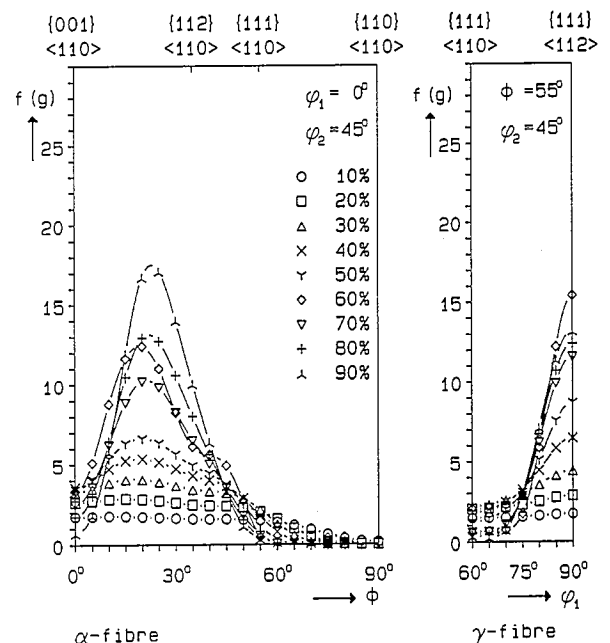 {001} {112} {111} {110}
<110> <110> <110> <110>
f(g)
φ₁ = 0°
φ₂ = 45°
10%
20%
30%
40%
50%
60%
70%
80%
90%
25
20
15
10
5
0
0° 30° 60° 90°
ϕ
α-fibre
{111} {111}
<110> <112>
f(g)
ϕ = 55°
φ₂ = 45°
25
20
15
10
5
0
60° 75° 90°
φ₁
γ-fibre